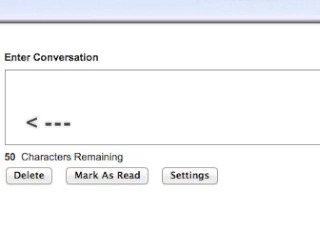 Enter Conversation
< ---
50 Characters Remaining
Delete Mark As Read Settings